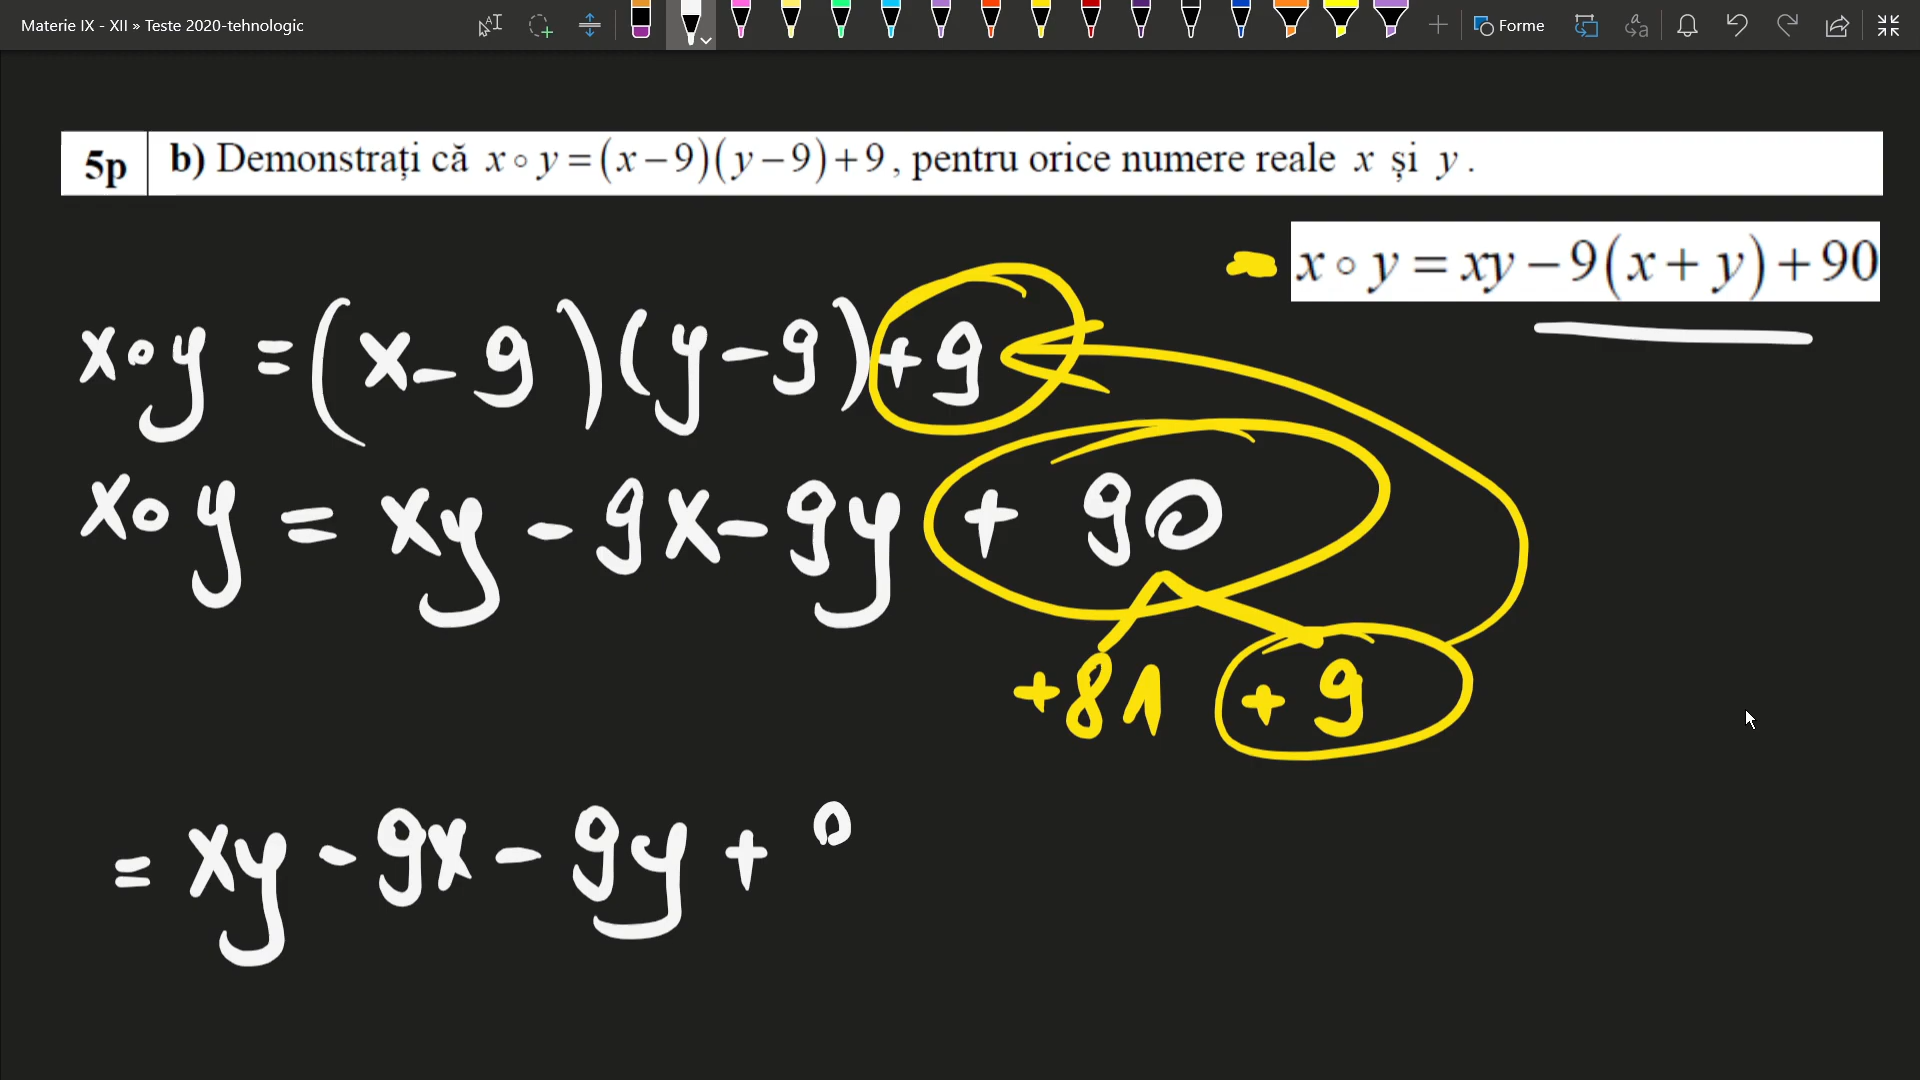 Materie IX - XII » Teste 2020-tehnologic
Forme
5p b) Demonstrați că x∘y=(x−9)(y−9)+9, pentru orice numere reale x și y.
x∘y=xy−9(x+y)+90
x∘y =(x−9)(y−9)+9
x∘y = xy − 9x − 9y + 90
+81 +9
= xy − 9x − 9y +